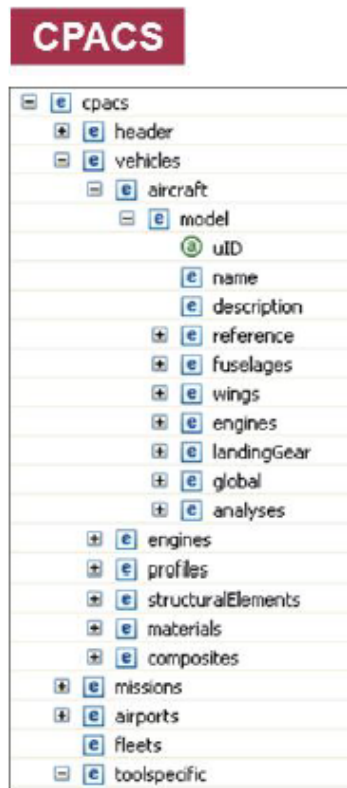 CPACS
cpacs
header
vehicles
aircraft
model
uID
name
description
reference
fuselages
wings
engines
landingGear
global
analyses
engines
profiles
structuralElements
materials
composites
missions
airports
fleets
toolspecific